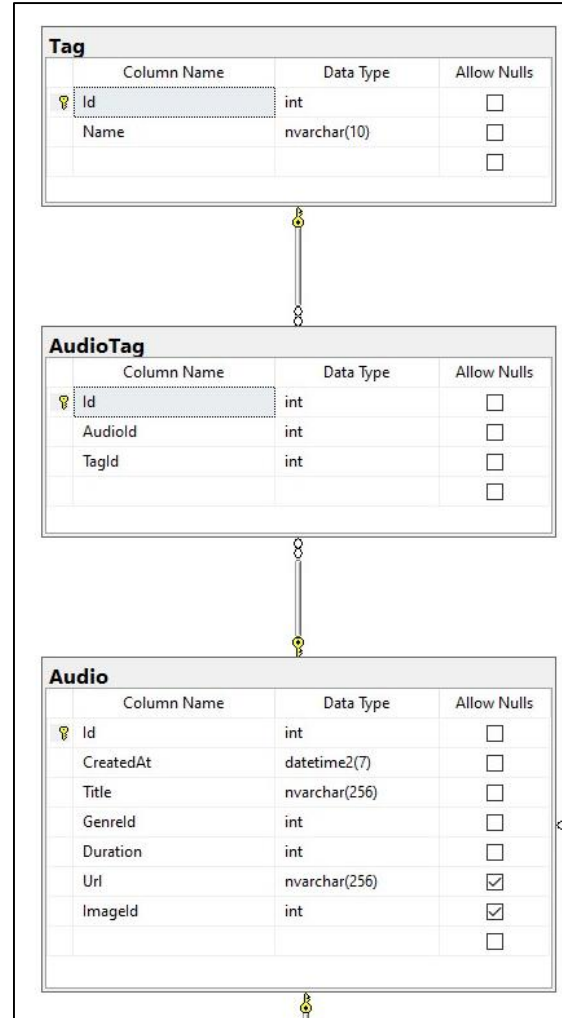 Tag
Column Name Data Type Allow Nulls
Id int
Name nvarchar(10)
AudioTag
Column Name Data Type Allow Nulls
Id int
AudioId int
TagId int
Audio
Column Name Data Type Allow Nulls
Id int
CreatedAt datetime2(7)
Title nvarchar(256)
GenreId int
Duration int
Url nvarchar(256)
ImageId int